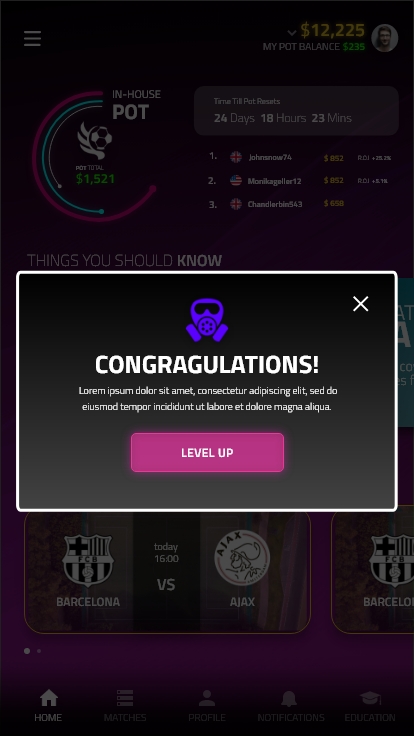 $12,225
MY POT BALANCE $235
IN-HOUSE
POT
POT TOTAL
$1,521
Time Till Pot Resets
24 Days 18 Hours 23 Mins
1. Johnsnow74 $ 852 R.O.I +25.2%
2. Monikageller12 $ 852 R.O.I +5.1%
3. Chandlerbin543 $ 658
THINGS YOU SHOULD KNOW
CONGRAGULATIONS!
Lorem ipsum dolor sit amet, consectetur adipiscing elit, sed do
eiusmod tempor incididunt ut labore et dolore magna aliqua.
LEVEL UP
FCB
AJAX
today
16:00
VS
BARCELONA
AJAX
BARCELO
HOME
MATCHES
PROFILE
NOTIFICATIONS
EDUCATION